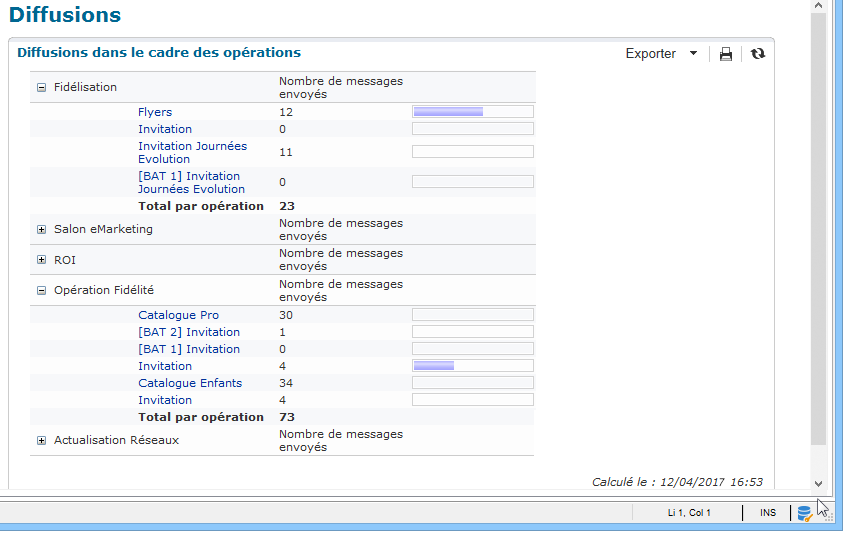 Diffusions
Diffusions dans le cadre des opérations
Exporter
Fidélisation Nombre de messages
envoyés
Flyers 12
Invitation 0
Invitation Journées
Evolution 11
[BAT 1] Invitation
Journées Evolution 0
Total par opération 23
Salon eMarketing Nombre de messages
envoyés
ROI Nombre de messages
envoyés
Opération Fidélité Nombre de messages
envoyés
Catalogue Pro 30
[BAT 2] Invitation 1
[BAT 1] Invitation 0
Invitation 4
Catalogue Enfants 34
Invitation 4
Total par opération 73
Actualisation Réseaux Nombre de messages
envoyés
Calculé le : 12/04/2017 16:53
Li 1, Col 1 INS